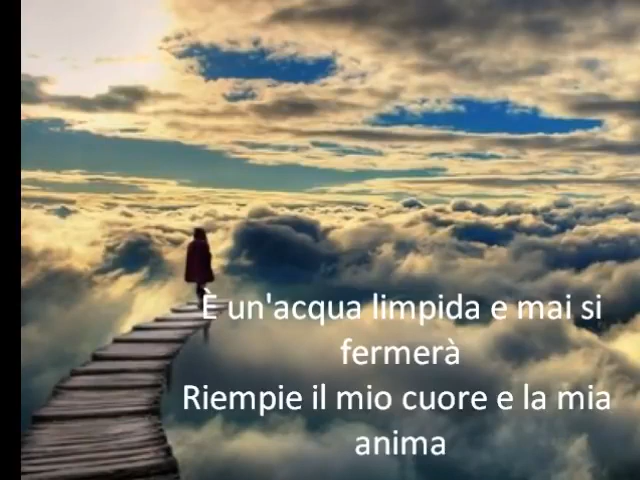 È un'acqua limpida e mai si
fermerà
Riempie il mio cuore e la mia
anima